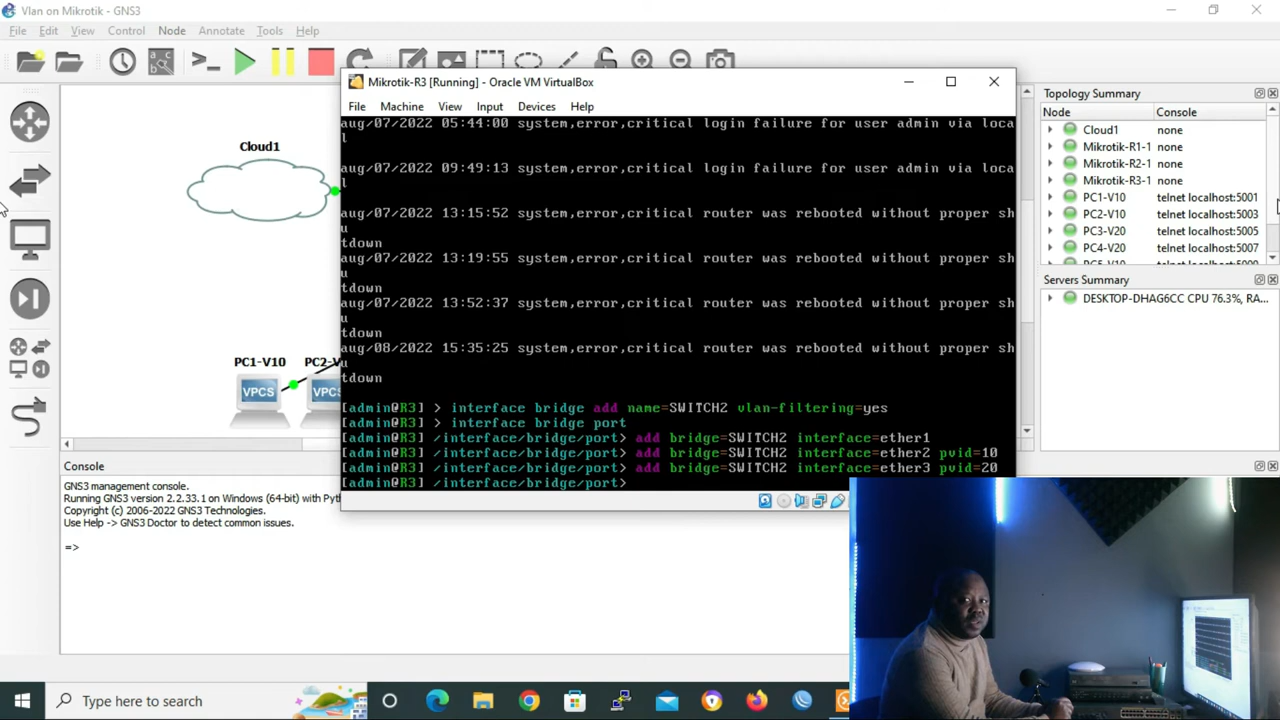 Vlan on Mikrotik - GNS3
File Edit View Control Node Annotate Tools Help
Mikrotik-R3 [Running] - Oracle VM VirtualBox
File Machine View Input Devices Help
aug/07/2022 05:44:00 system,error,critical login failure for user admin via loca
l
aug/07/2022 09:49:13 system,error,critical login failure for user admin via loca
l
aug/07/2022 13:15:52 system,error,critical router was rebooted without proper sh
u
tdown
aug/07/2022 13:19:55 system,error,critical router was rebooted without proper sh
u
tdown
aug/07/2022 13:52:37 system,error,critical router was rebooted without proper sh
u
tdown
aug/08/2022 15:35:25 system,error,critical router was rebooted without proper sh
u
tdown
[admin@R3] > interface bridge add name=SWITCH2 vlan-filtering=yes
[admin@R3] > interface bridge port
[admin@R3] /interface/bridge/port> add bridge=SWITCH2 interface=ether1
[admin@R3] /interface/bridge/port> add bridge=SWITCH2 interface=ether2 pvid=10
[admin@R3] /interface/bridge/port> add bridge=SWITCH2 interface=ether3 pvid=20
[admin@R3] /interface/bridge/port>
Cloud1
PC1-V10 PC2-V
VPCS VPCS
Topology Summary
Node Console
Cloud1 none
Mikrotik-R1-1 none
Mikrotik-R2-1 none
Mikrotik-R3-1 none
PC1-V10 telnet localhost:5001
PC2-V10 telnet localhost:5003
PC3-V20 telnet localhost:5005
PC4-V20 telnet localhost:5007
Servers Summary
DESKTOP-DHAG6CC CPU 76.3%, RA...
Console
GNS3 management console.
Running GNS3 version 2.2.33.1 on Windows (64-bit) with Pyt
Copyright (c) 2006-2022 GNS3 Technologies.
Use Help -> GNS3 Doctor to detect common issues.
=>
Type here to search